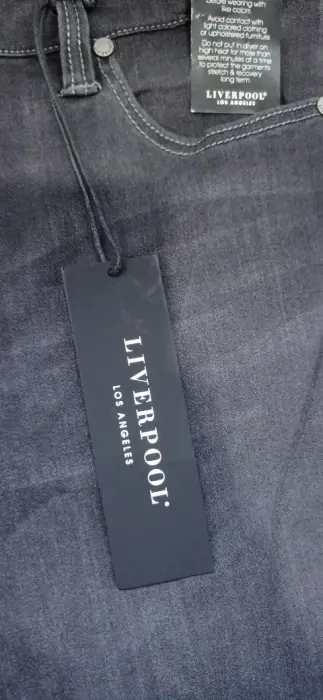 before wearing with
like colors.
Avoid contact with
light colored clothing
or upholstered furniture.
Do not put in dryer on
high heat for more than
several minutes at a time
to protect the garments
stretch & recovery
long term.
LIVERPOOL®
LOS ANGELES
LIVERPOOL®
LOS ANGELES